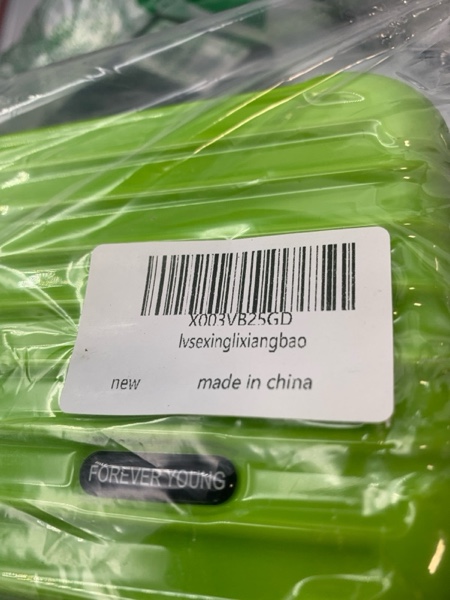 X003VB25GD
lvsexinglixiangbao
new made in china
FOREVER YOUNG